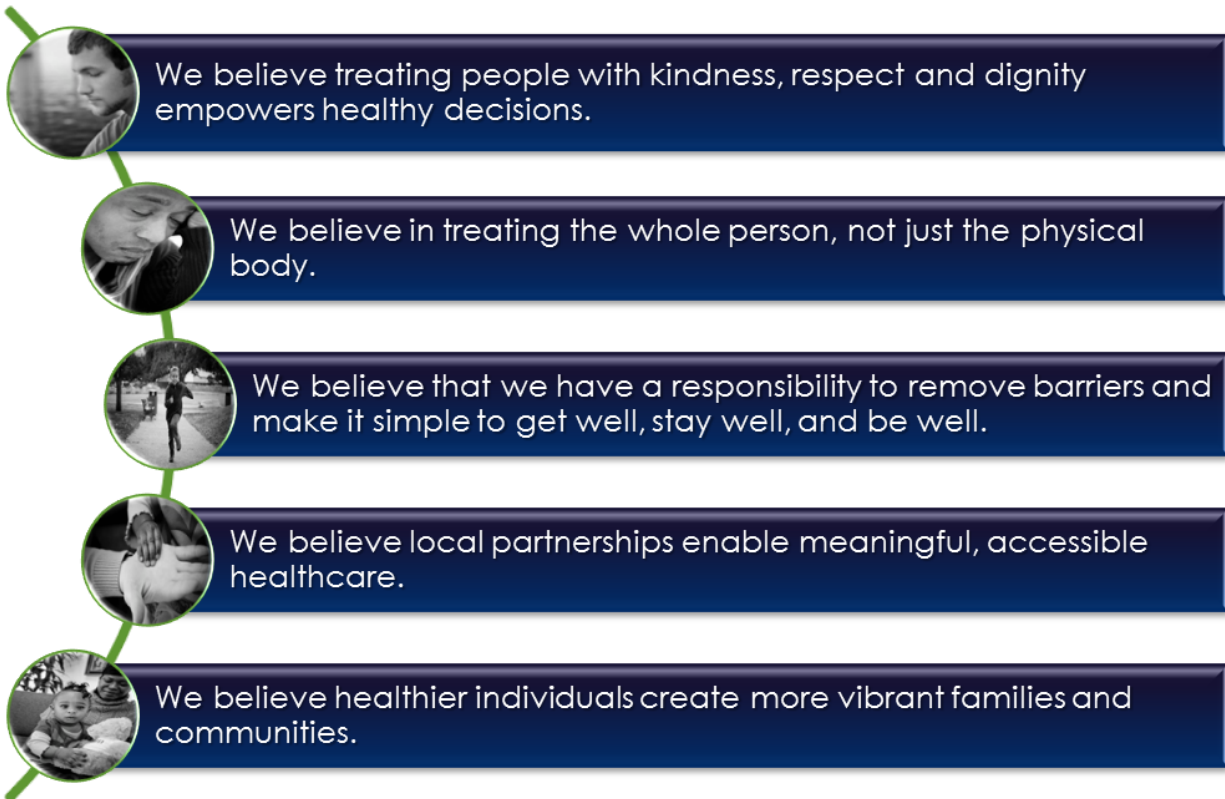 We believe treating people with kindness, respect and dignity
empowers healthy decisions.
We believe in treating the whole person, not just the physical
body.
We believe that we have a responsibility to remove barriers and
make it simple to get well, stay well, and be well.
We believe local partnerships enable meaningful, accessible
healthcare.
We believe healthier individuals create more vibrant families and
communities.